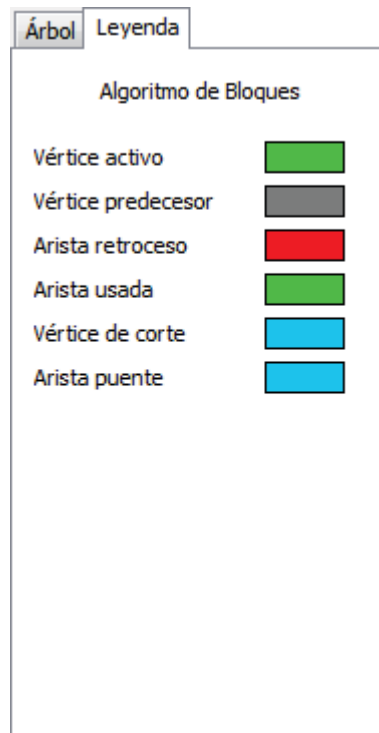 Árbol Leyenda
Algoritmo de Bloques
Vértice activo
Vértice predecesor
Arista retroceso
Arista usada
Vértice de corte
Arista puente